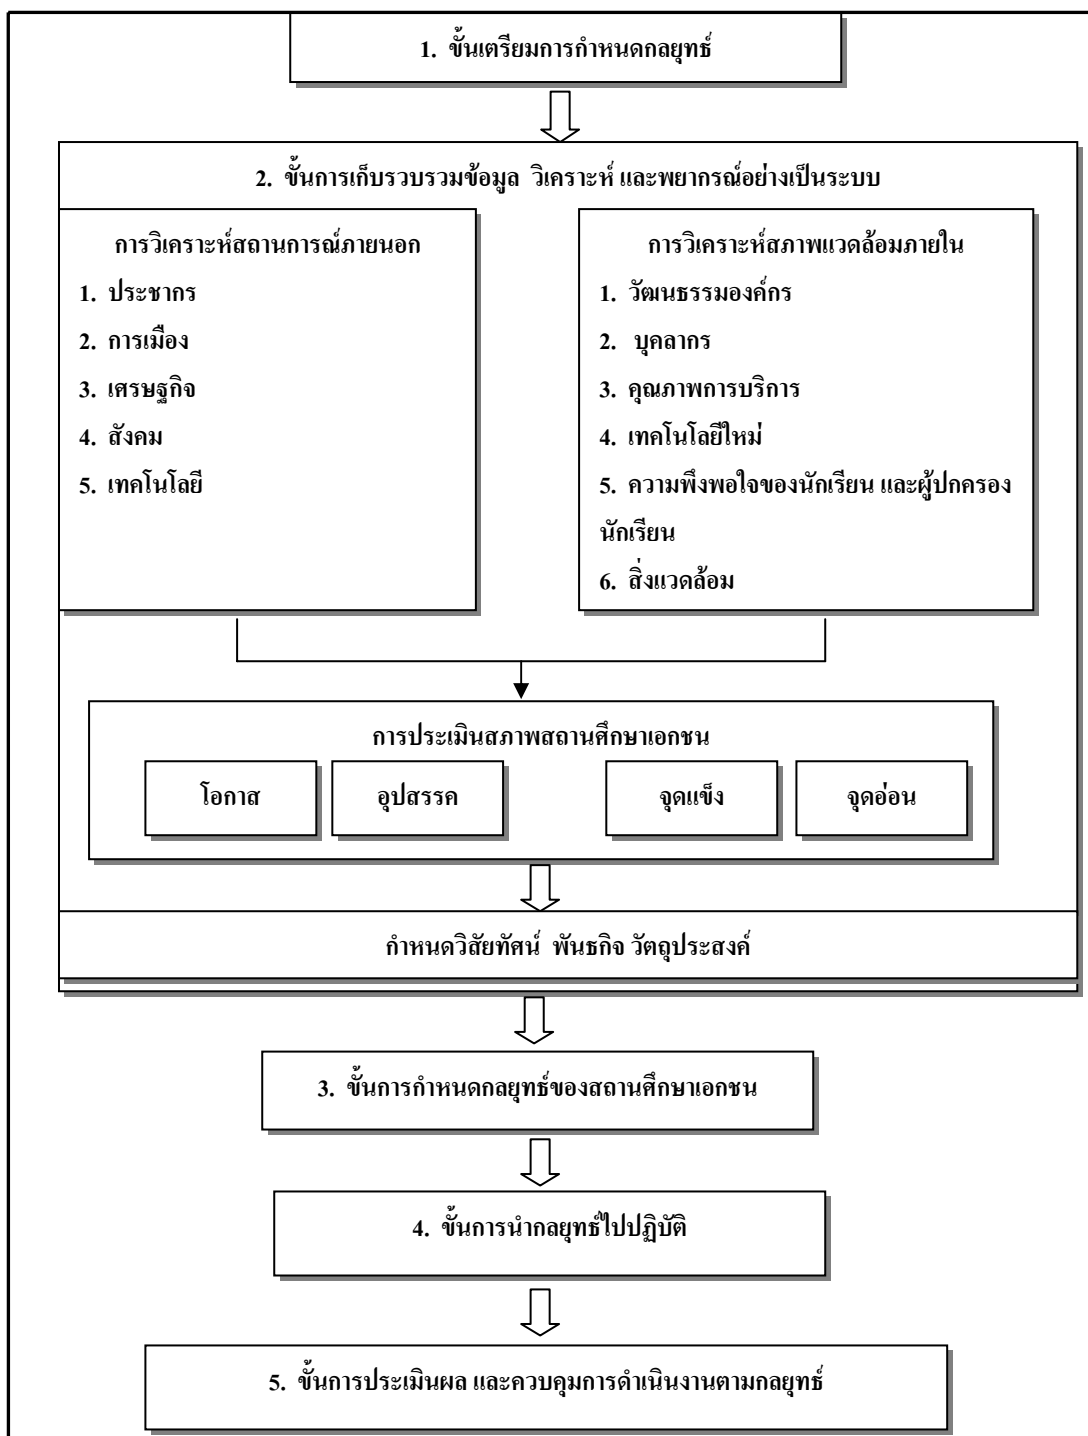 1. ขั้นเตรียมการกำหนดกลยุทธ์
2. ขั้นการเก็บรวบรวมข้อมูล วิเคราะห์ และพยากรณ์อย่างเป็นระบบ
การวิเคราะห์สถานการณ์ภายนอก
1. ประชากร
2. การเมือง
3. เศรษฐกิจ
4. สังคม
5. เทคโนโลยี
การวิเคราะห์สภาพแวดล้อมภายใน
1. วัฒนธรรมองค์กร
2. บุคลากร
3. คุณภาพการบริการ
4. เทคโนโลยีใหม่
5. ความพึงพอใจของนักเรียน และผู้ปกครอง
นักเรียน
6. สิ่งแวดล้อม
การประเมินสภาพสถานศึกษาเอกชน
โอกาส
อุปสรรค
จุดแข็ง
จุดอ่อน
กำหนดวิสัยทัศน์ พันธกิจ วัตถุประสงค์
3. ขั้นการกำหนดกลยุทธ์ของสถานศึกษาเอกชน
4. ขั้นการนำกลยุทธ์ไปปฏิบัติ
5. ขั้นการประเมินผล และควบคุมการดำเนินงานตามกลยุทธ์